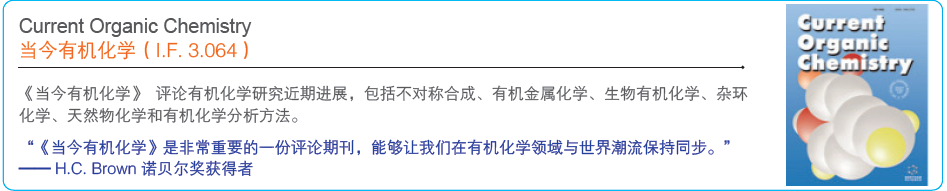 Current Organic Chemistry
当今有机化学（I.F. 3.064）
《当今有机化学》 评论有机化学研究近期进展，包括不对称合成、有机金属化学、生物有机化学、杂环
化学、天然物化学和有机化学分析方法。
“《当今有机化学》是非常重要的一份评论期刊，能够让我们在有机化学领域与世界潮流保持同步。”
—— H.C. Brown 诺贝尔奖获得者
Current
Organic
Chemistry